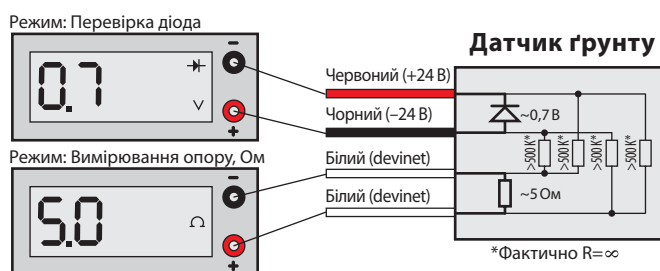 Режим: Перевірка діода
0.7
V
−
+
Датчик ґрунту
Червоний (+24 В)
Чорний (−24 В)
~0,7 В
>500K*
>500K*
>500K*
>500K*
Режим: Вимірювання опору, Ом
5.0
Ω
−
+
Білий (devinet)
Білий (devinet)
~5 Ом
*Фактично R=∞